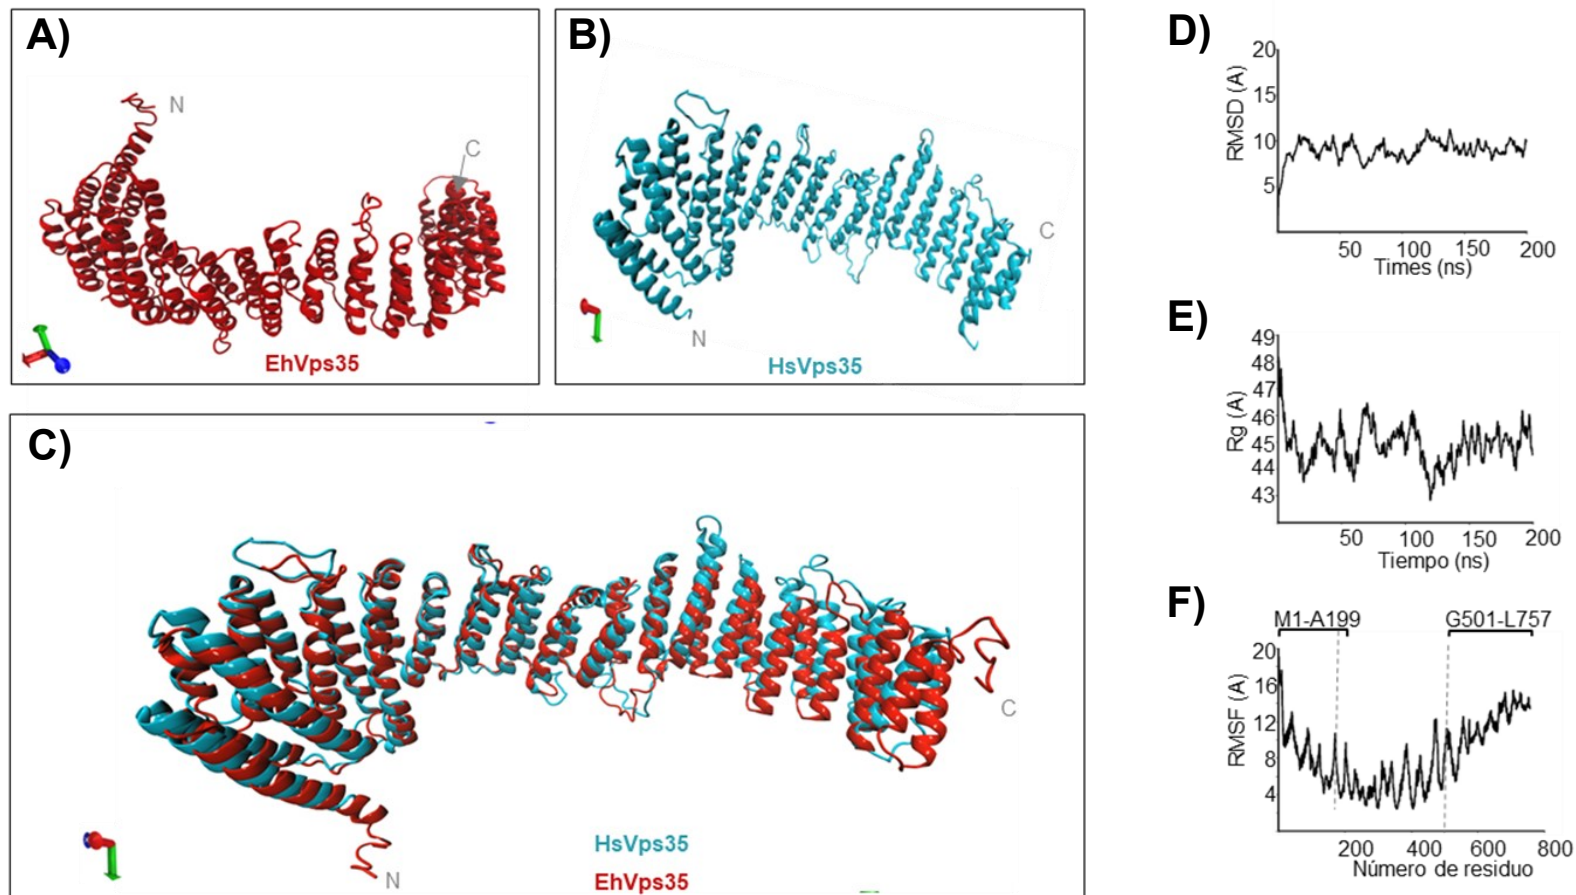 A)
N
C
EhVps35
B)
N
C
HsVps35
C)
N
C
HsVps35
EhVps35
D)
RMSD (A)
20
15
10
5
50 100 150 200
Times (ns)
E)
Rg (A)
49
48
47
46
45
44
43
50 100 150 200
Tiempo (ns)
F)
M1-A199 G501-L757
RMSF (A)
20
16
12
8
4
200 400 600 800
Número de residuo